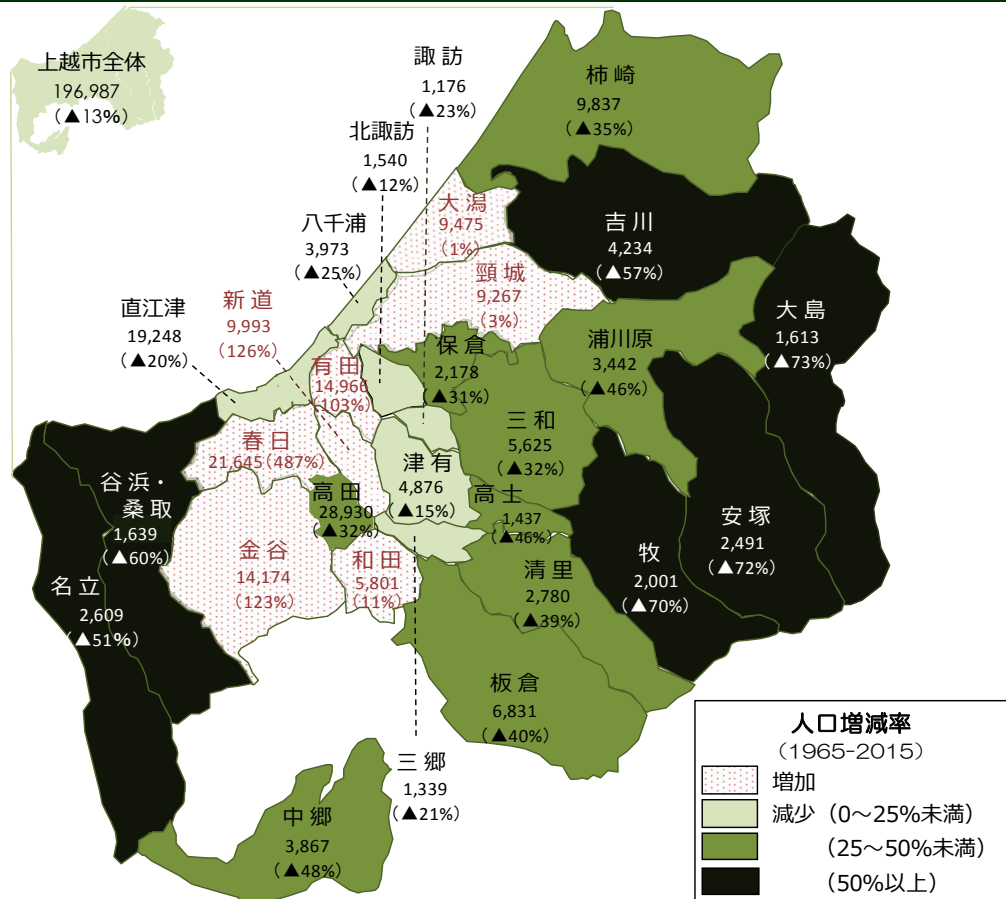 上越市全体
196,987
(▲13%)
諏訪
1,176
(▲23%)
柿崎
9,837
(▲35%)
北諏訪
1,540
(▲12%)
大潟
9,475
(1%)
吉川
4,234
(▲57%)
八千浦
3,973
(▲25%)
頸城
9,267
(3%)
新道
9,993
(126%)
直江津
19,248
(▲20%)
大島
1,613
(▲73%)
浦川原
3,442
(▲46%)
保倉
2,178
(▲31%)
有田
14,966
(103%)
三和
5,625
(▲32%)
春日
21,645(487%)
津有
4,876
(▲15%)
谷浜・
桑取
1,639
(▲60%)
高田
28,930
(▲32%)
高士
1,437
(▲46%)
安塚
2,491
(▲72%)
金谷
14,174
(123%)
和田
5,801
(11%)
牧
2,001
(▲70%)
清里
2,780
(▲39%)
名立
2,609
(▲51%)
板倉
6,831
(▲40%)
三郷
1,339
(▲21%)
中郷
3,867
(▲48%)
人口増減率
(1965-2015)
増加
減少(0～25%未満)
(25～50%未満)
(50%以上)